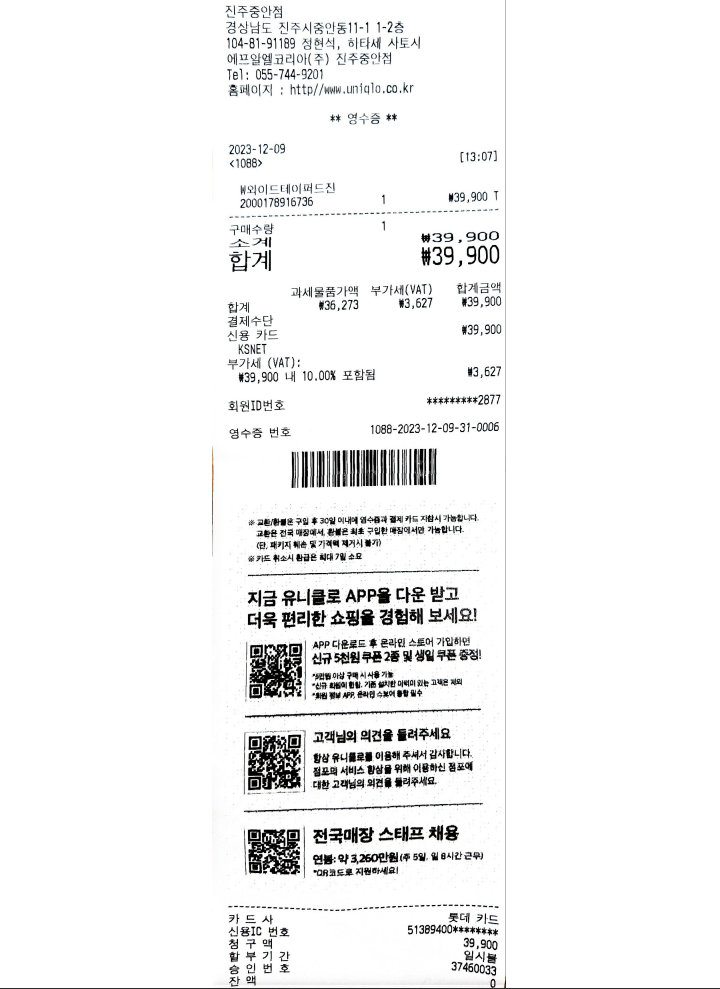 진주중안점
경상남도 진주시중안동11-1 1-2층
104-81-91189 정현석, 히타세 사토시
에프알엘코리아(주) 진주중안점
Tel: 055-744-9201
홈페이지 : http//www.uniqlo.co.kr
** 영수증 **
2023-12-09
<1088> [13:07]
W와이드테이퍼드진
2000178916736 1 ₩39,900 T
구매수량 1
소계 ₩39,900
합계 ₩39,900
과세물품가액 부가세(VAT) 합계금액
합계 ₩36,273 ₩3,627 ₩39,900
결제수단
신용 카드 ₩39,900
KSNET
부가세 (VAT):
₩39,900 내 10.00% 포함됨 ₩3,627
회원ID번호 *********2877
영수증 번호 1088-2023-12-09-31-0006
※ 교환/환불은 구입 후 30일 이내에 영수증과 결제 카드 지참시 가능합니다.
교환은 전국 매장에서, 환불은 최초 구입한 매장에서만 가능합니다.
(단, 패키지 훼손 및 가격택 제거시 불가)
※ 카드 취소시 환급은 최대 7일 소요
지금 유니클로 APP을 다운 받고
더욱 편리한 쇼핑을 경험해 보세요!
APP 다운로드 후 온라인 스토어 가입하면
신규 5천원 쿠폰 2종 및 생일 쿠폰 증정!
*5만원 이상 구매 시 사용 가능
*신규 회원에 한함. 기존 설치한 이력이 있는 고객은 제외
*회원 정보 APP, 온라인 스토어 통합 필수
고객님의 의견을 들려주세요
항상 유니클로를 이용해 주셔서 감사합니다.
점포의 서비스 향상을 위해 이용하신 점포에
대한 고객님의 의견을 들려주세요.
전국매장 스태프 채용
연봉: 약 3,260만원 (주 5일, 일 8시간 근무)
*QR코드로 지원하세요!
카 드 사 롯데 카드
신용IC 번호 51389400********
청 구 액 39,900
할 부 기 간 일시불
승 인 번 호 37460033
잔 액 0